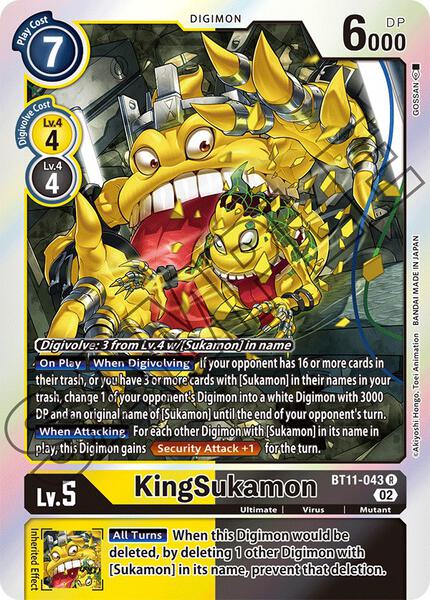 Play Cost
7
DIGIMON
DP
6000
Digivolve Cost
Lv.4
4
Lv.4
4
GOSSAN
BANDAI MADE IN JAPAN
©Akiyoshi Hongo, Toei Animation
Digivolve: 3 from Lv.4 w/[Sukamon] in name
On Play When Digivolving If your opponent has 16 or more cards in
their trash, or you have 3 or more cards with [Sukamon] in their names in your
trash, change 1 of your opponent's Digimon into a white Digimon with 3000
DP and an original name of [Sukamon] until the end of your opponent's turn.
When Attacking For each other Digimon with [Sukamon] in its name in
play, this Digimon gains Security Attack +1 for the turn.
Lv.5
KingSukamon
BT11-043 R
02
Ultimate Virus Mutant
Inherited Effect
All Turns When this Digimon would be
deleted, by deleting 1 other Digimon with
[Sukamon] in its name, prevent that deletion.